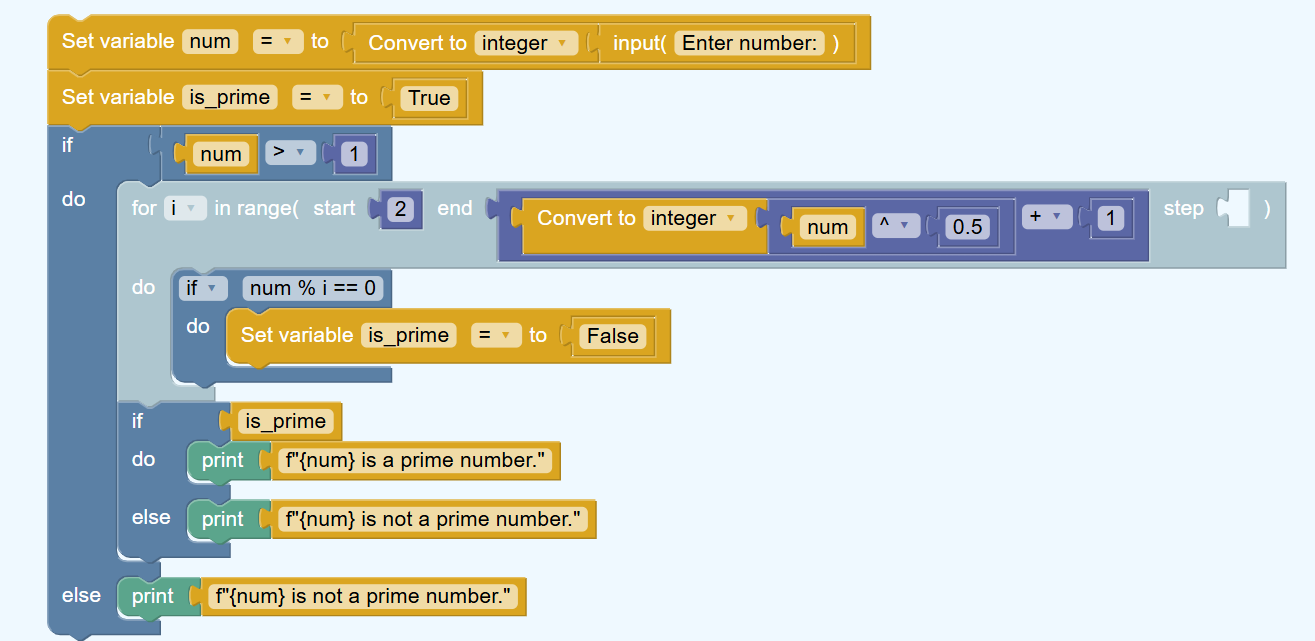 Set variable num = to Convert to integer input( Enter number: )
Set variable is_prime = to True
if num > 1
do for i in range( start 2 end Convert to integer num ^ 0.5 + 1 step )
do if num % i == 0
do Set variable is_prime = to False
if is_prime
do print f"{num} is a prime number."
else print f"{num} is not a prime number."
else print f"{num} is not a prime number."